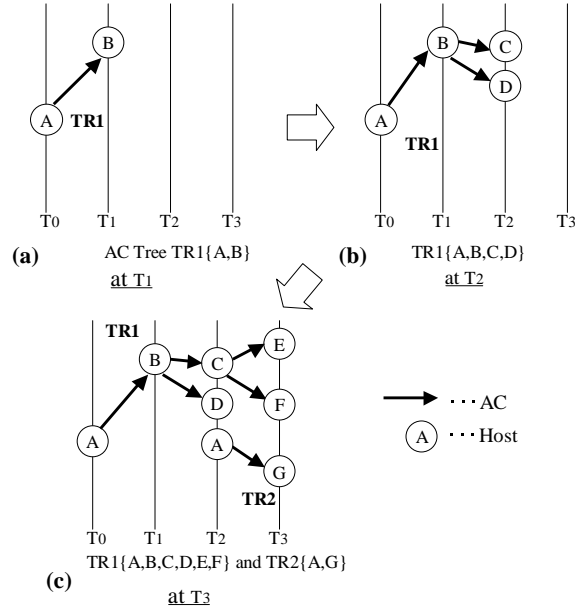 B
A
TR1
T0 T1 T2 T3
(a) AC Tree TR1{A,B}
at T1
B C
D
A
TR1
T0 T1 T2 T3
(b) TR1{A,B,C,D}
at T2
TR1
E
B C
D F
A A
G
TR2
T0 T1 T2 T3
TR1{A,B,C,D,E,F} and TR2{A,G}
(c) at T3
··· AC
A ··· Host